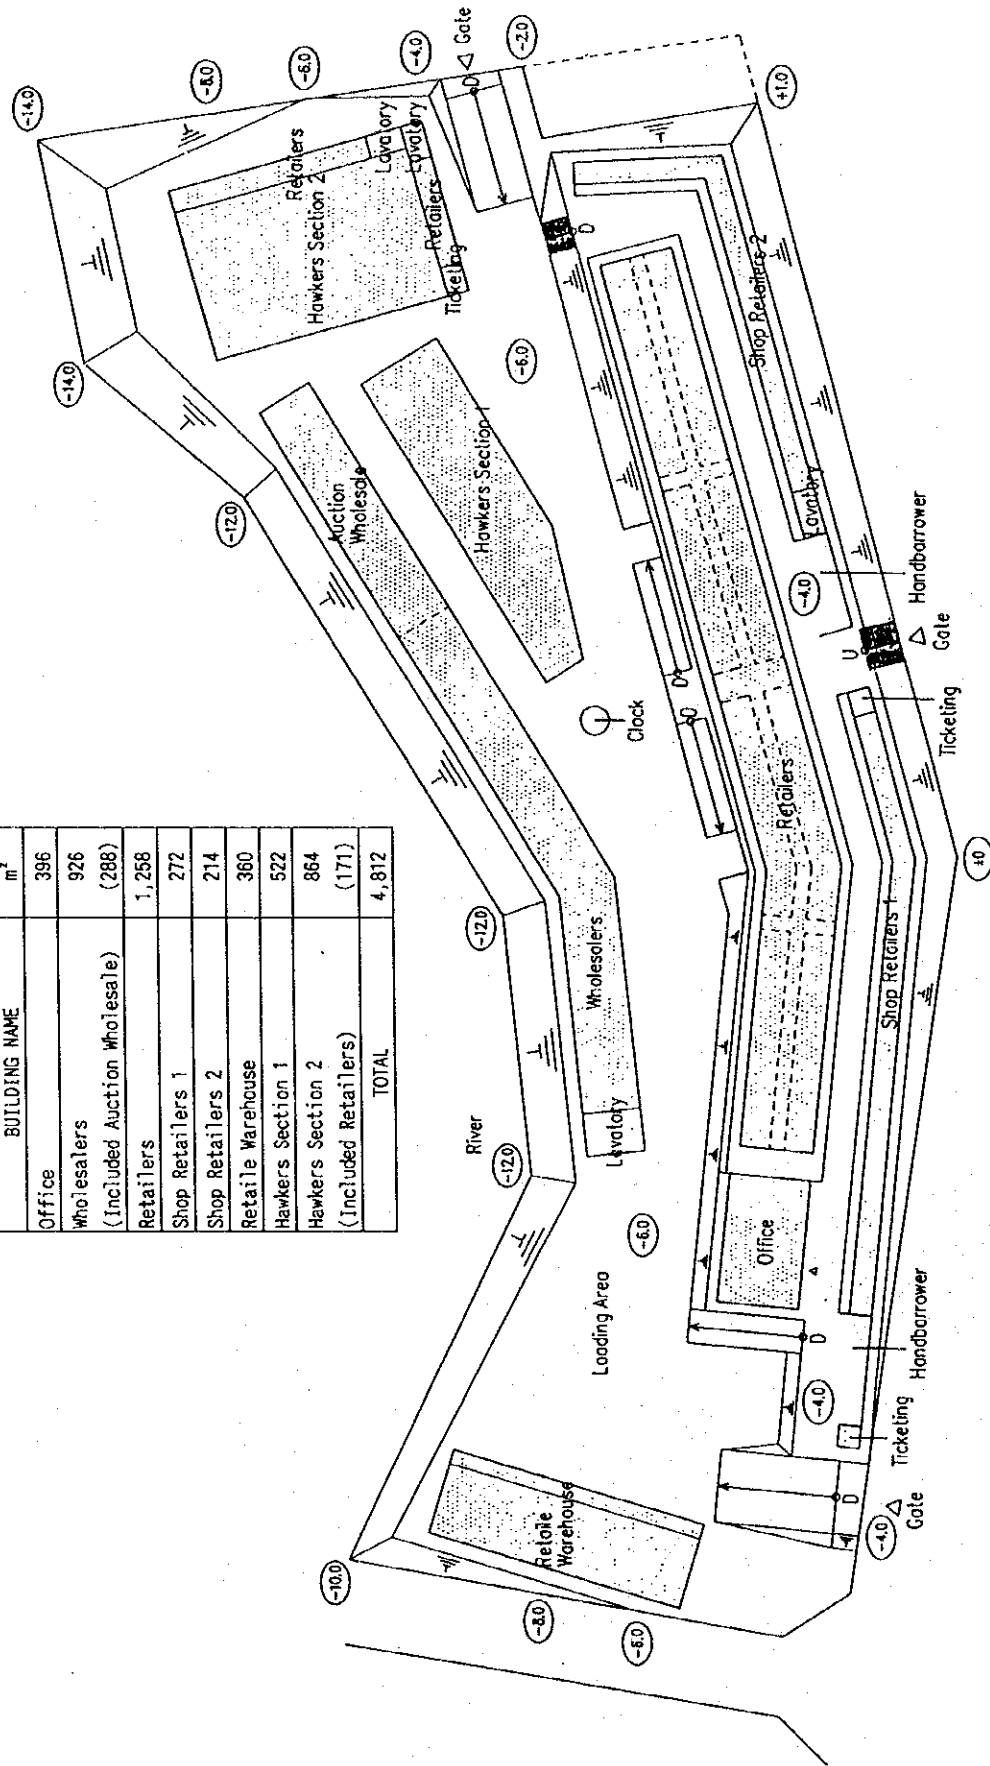 BUILDING NAME m²
Office 396
Wholesalers 926
(Included Auction Wholesale) (288)
Retailers 1,258
Shop Retailers 1 272
Shop Retailers 2 214
Retaile Warehouse 360
Hawkers Section 1 522
Hawkers Section 2 864
(Included Retailers) (171)
TOTAL 4,812
River
-10.0
-12.0
-12.0
-12.0
-14.0
-14.0
-8.0
-6.0
-4.0
Gate
-2.0
D
Retailers
Hawkers Section 2
Lavatory
Lavatory
Retailers
Ticketing
Auction
Wholesale
Hawkers Section 1
-6.0
Wholesalers
Lavatory
Clock
D
D
D
-8.0
-6.0
Retaile
Warehouse
Loading Area
-6.0
Office
Retailers
Shop Retailers 2
Lavatory
-4.0
+1.0
D
-4.0
D
-4.0
Gate
Ticketing
Handbarrower
Shop Retailers 1
±0
Ticketing
U
Gate
Handbarrower